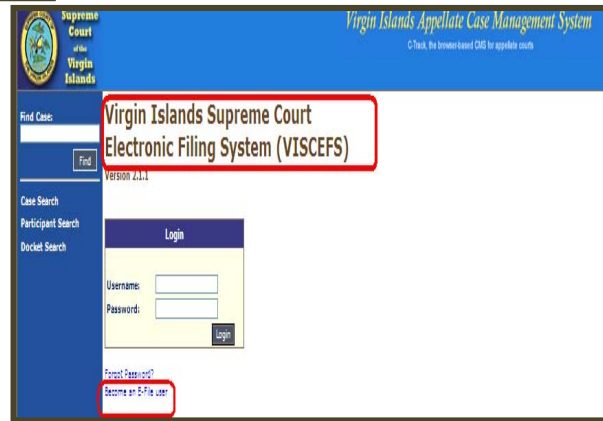 Supreme
Court
of the
Virgin
Islands
Virgin Islands Appellate Case Management System
C-Track, the browser-based CMS for appellate courts
Find Case:
Find
Case Search
Participant Search
Docket Search
Virgin Islands Supreme Court
Electronic Filing System (VISCEFS)
Version 2.1.1
Login
Username:
Password:
Login
Forgot Password?
Become an E-File user